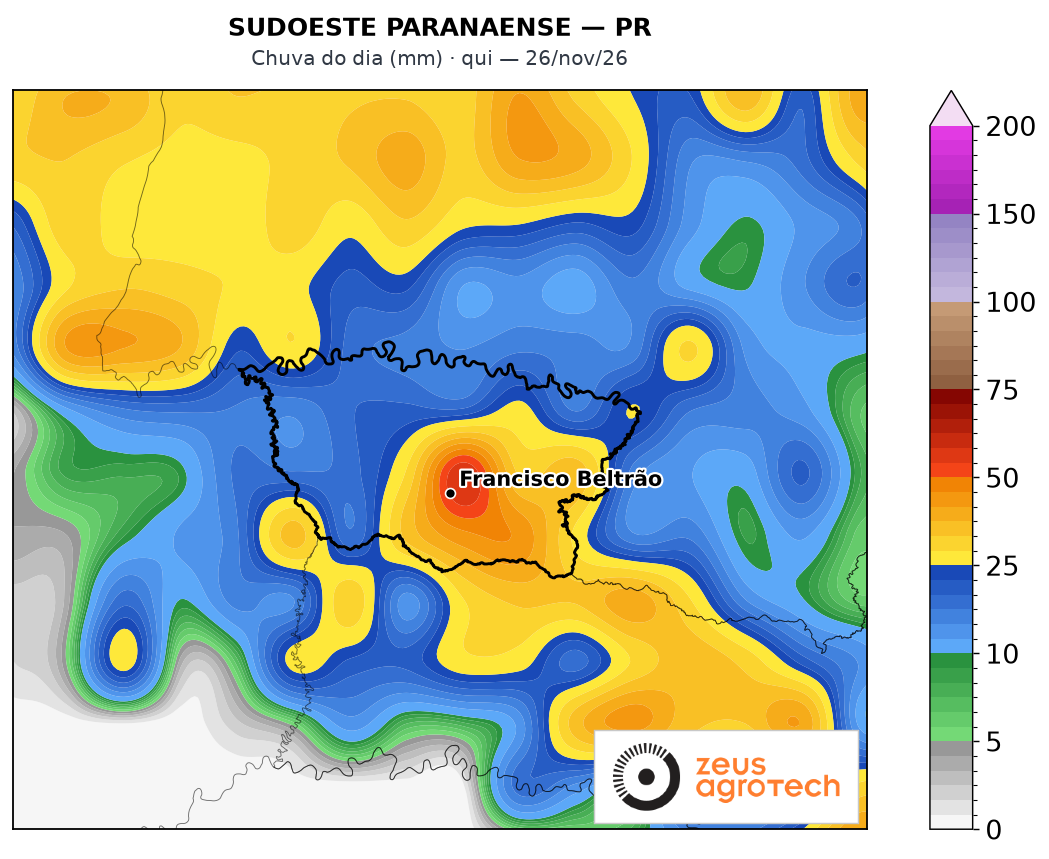 SUDOESTE PARANAENSE — PR
Chuva do dia (mm) · qui — 26/nov/26
200
150
100
75
50
25
10
5
0
Francisco Beltrão
zeus
agrotech